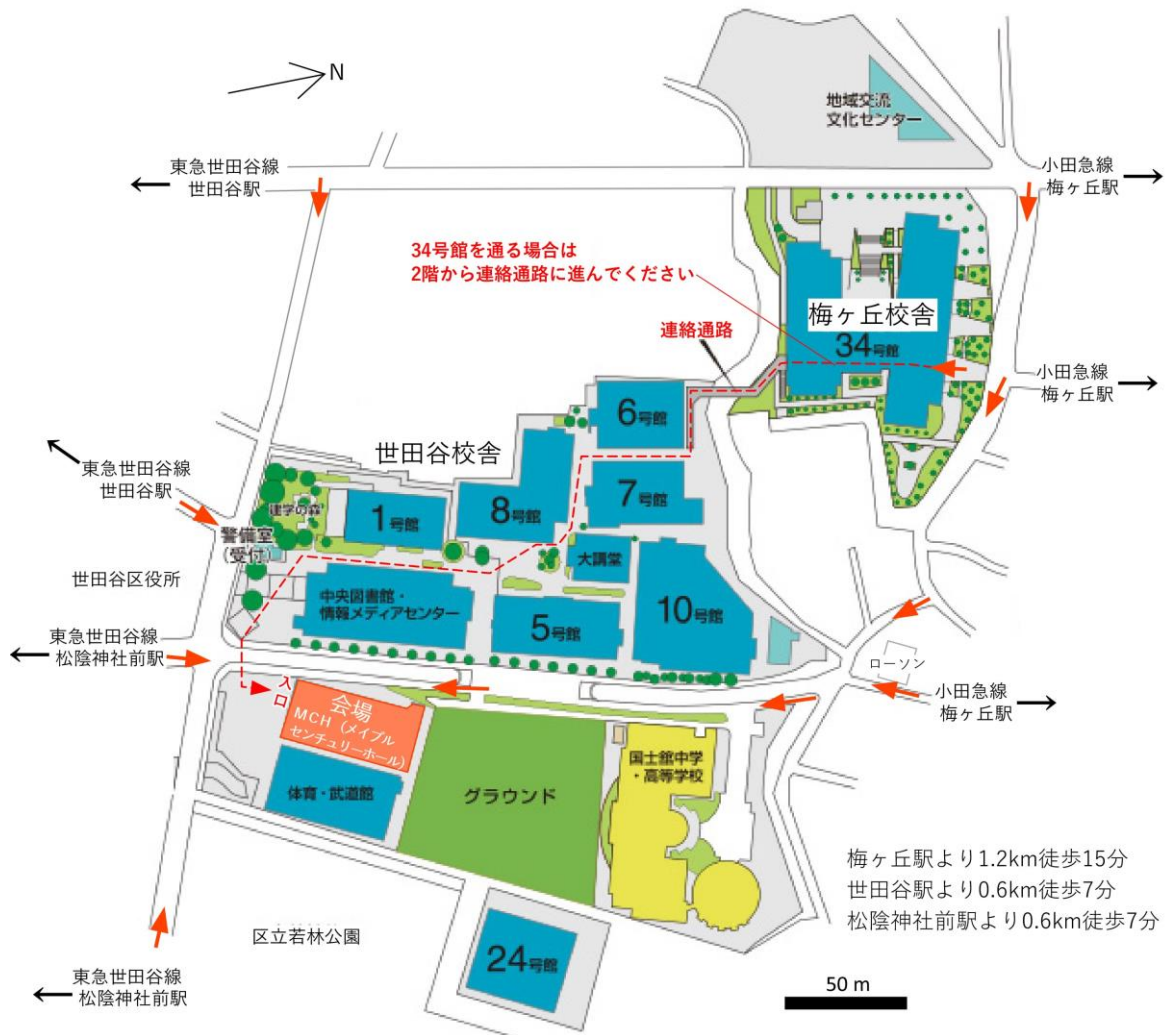 N
地域交流
文化センター
東急世田谷線
世田谷駅
小田急線
梅ヶ丘駅
34号館を通る場合は
2階から連絡通路に進んでください
梅ヶ丘校舎
連絡通路
34号館
小田急線
梅ヶ丘駅
6号館
世田谷校舎
東急世田谷線
世田谷駅
7号館
8号館
建学の森
1号館
警備室
(受付)
大講堂
世田谷区役所
中央図書館・
情報メディアセンター
10号館
5号館
東急世田谷線
松陰神社前駅
ローソン
入口
小田急線
梅ヶ丘駅
会場
MCH (メイプル
センチュリーホール)
国士舘中学
・高等学校
体育・武道館
グラウンド
梅ヶ丘駅より1.2km徒歩15分
世田谷駅より0.6km徒歩7分
松陰神社前駅より0.6km徒歩7分
区立若林公園
24号館
東急世田谷線
松陰神社前駅
50 m